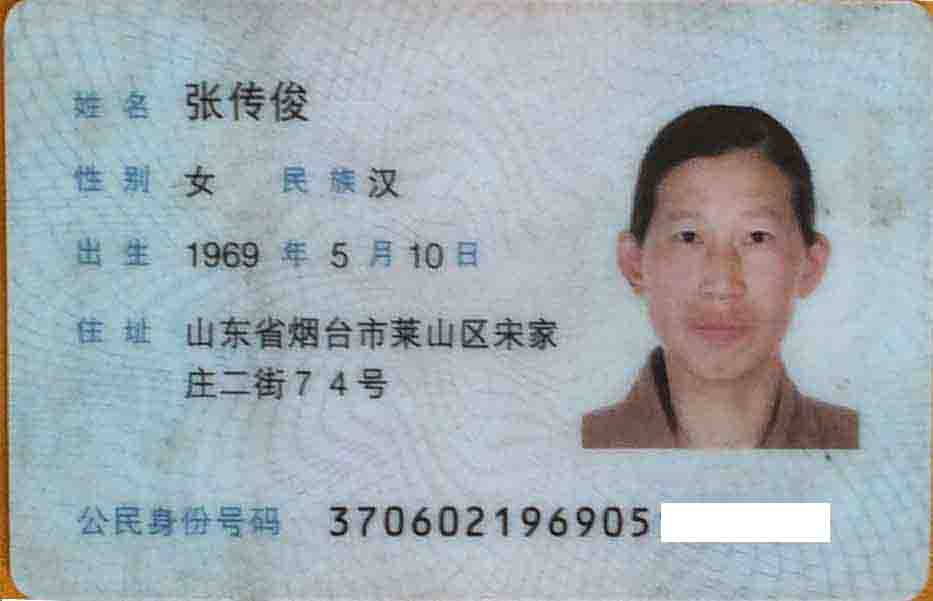 姓名 张传俊
性别 女 民族 汉
出生 1969 年 5 月 10 日
住址 山东省烟台市莱山区宋家
庄二街74号
公民身份号码 370602196905